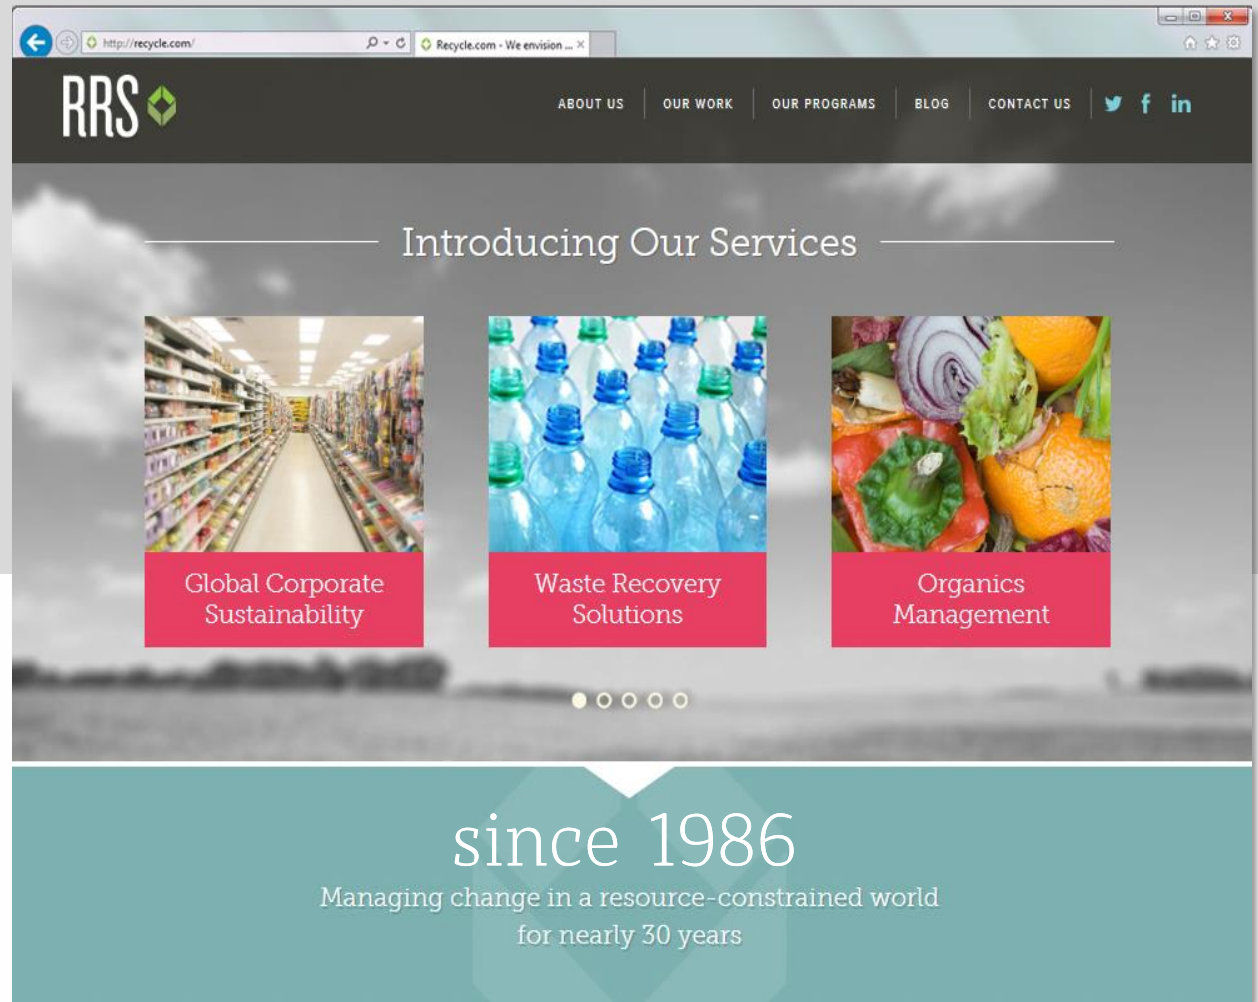 http://recycle.com/
Recycle.com - We envision ...
RRS
ABOUT US
OUR WORK
OUR PROGRAMS
BLOG
CONTACT US
Introducing Our Services
Global Corporate
Sustainability
Waste Recovery
Solutions
Organics
Management
since 1986
Managing change in a resource-constrained world
for nearly 30 years